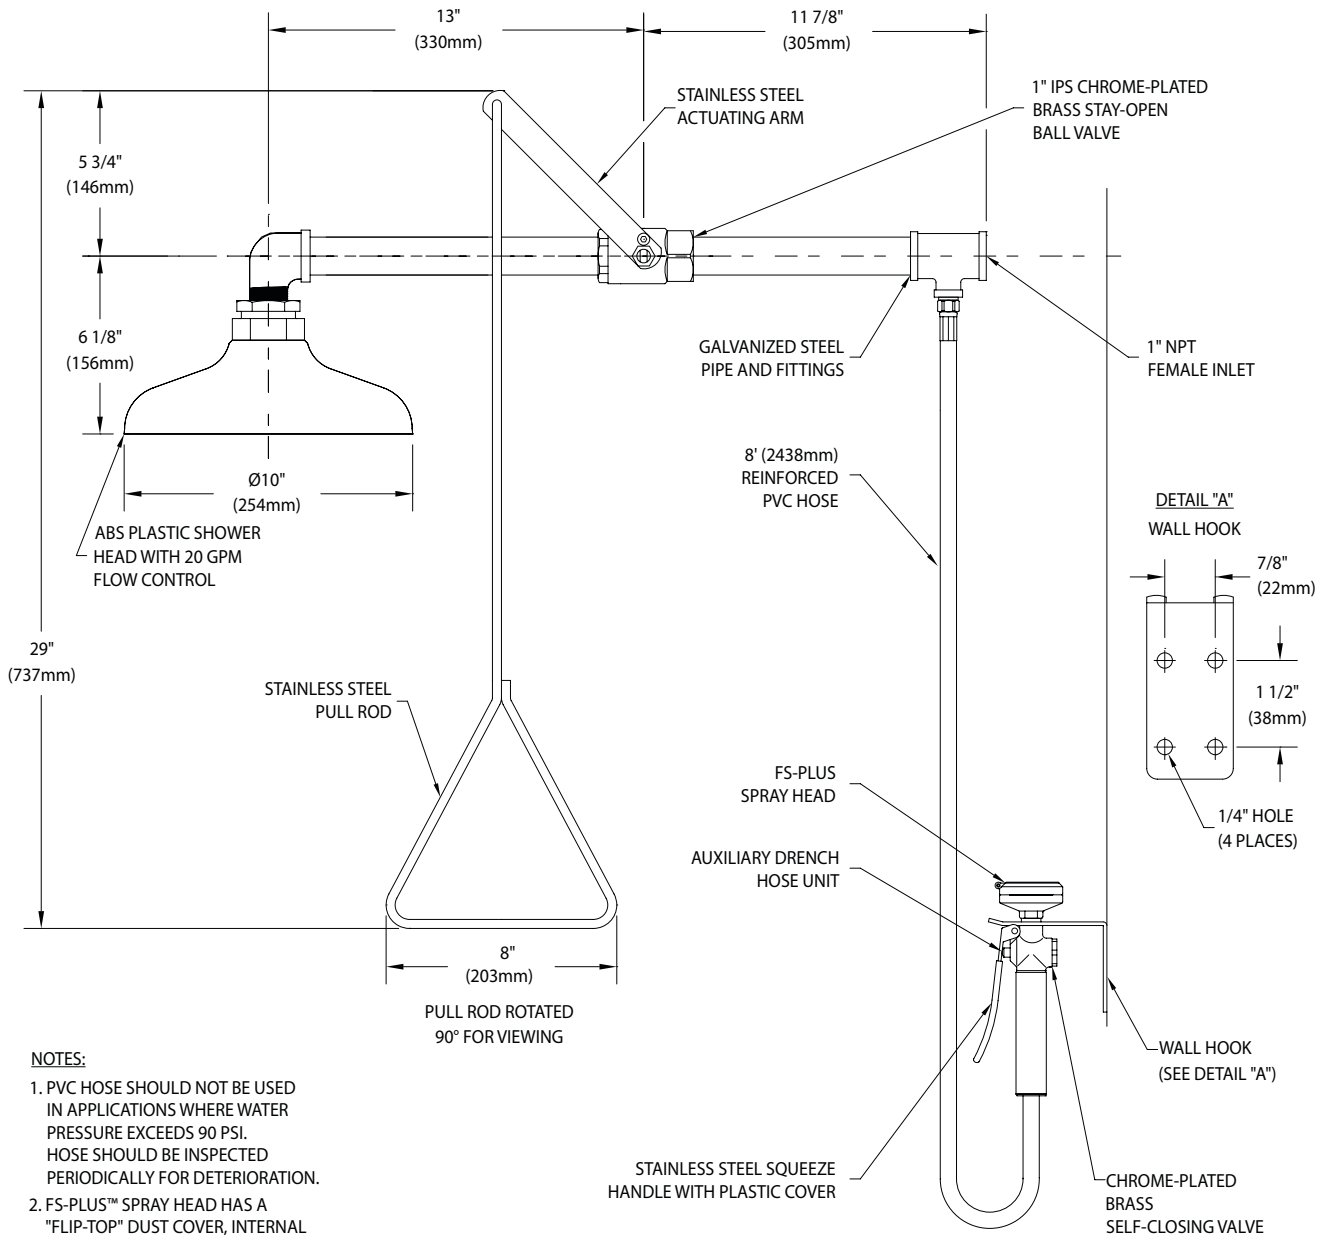 13"
(330mm)
11 7/8"
(305mm)
STAINLESS STEEL
ACTUATING ARM
1" IPS CHROME-PLATED
BRASS STAY-OPEN
BALL VALVE
5 3/4"
(146mm)
6 1/8"
(156mm)
GALVANIZED STEEL
PIPE AND FITTINGS
1" NPT
FEMALE INLET
Ø10"
(254mm)
8' (2438mm)
REINFORCED
PVC HOSE
ABS PLASTIC SHOWER
HEAD WITH 20 GPM
FLOW CONTROL
DETAIL "A"
WALL HOOK
7/8"
(22mm)
29"
(737mm)
STAINLESS STEEL
PULL ROD
1 1/2"
(38mm)
FS-PLUS
SPRAY HEAD
1/4" HOLE
(4 PLACES)
AUXILIARY DRENCH
HOSE UNIT
8"
(203mm)
PULL ROD ROTATED
90° FOR VIEWING
WALL HOOK
(SEE DETAIL "A")
NOTES:
1. PVC HOSE SHOULD NOT BE USED
IN APPLICATIONS WHERE WATER
PRESSURE EXCEEDS 90 PSI.
HOSE SHOULD BE INSPECTED
PERIODICALLY FOR DETERIORATION.
2. FS-PLUS™ SPRAY HEAD HAS A
"FLIP-TOP" DUST COVER, INTERNAL
STAINLESS STEEL SQUEEZE
HANDLE WITH PLASTIC COVER
CHROME-PLATED
BRASS
SELF-CLOSING VALVE